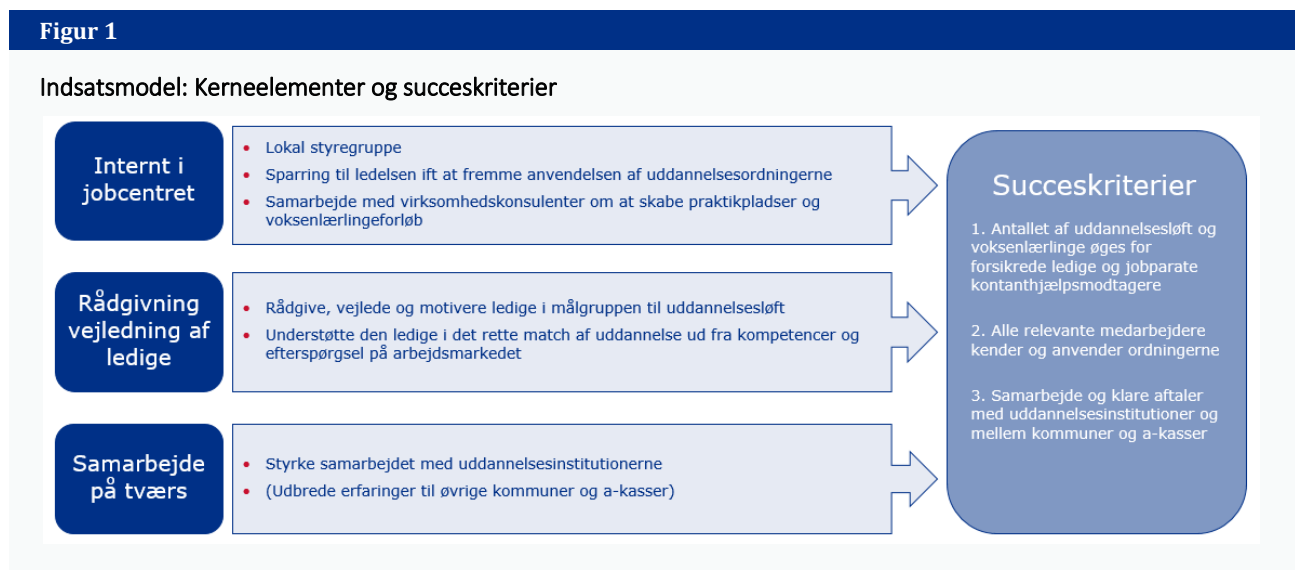 Figur 1
Indsatsmodel: Kerneelementer og succeskriterier
Internt i
jobcentret
• Lokal styregruppe
• Sparring til ledelsen ift at fremme anvendelsen af uddannelsesordningerne
• Samarbejde med virksomhedskonsulenter om at skabe praktikpladser og
voksenlærlingeforløb
Rådgivning
vejledning af
ledige
• Rådgive, vejlede og motivere ledige i målgruppen til uddannelsesløft
• Understøtte den ledige i det rette match af uddannelse ud fra kompetencer og
efterspørgsel på arbejdsmarkedet
Samarbejde
på tværs
• Styrke samarbejdet med uddannelsesinstitutionerne
• (Udbrede erfaringer til øvrige kommuner og a-kasser)
Succeskriterier
1. Antallet af uddannelsesløft og
voksenlærlinge øges for
forsikrede ledige og jobparate
kontanthjælpsmodtagere
2. Alle relevante medarbejdere
kender og anvender ordningerne
3. Samarbejde og klare aftaler
med uddannelsesinstitutioner og
mellem kommuner og a-kasser